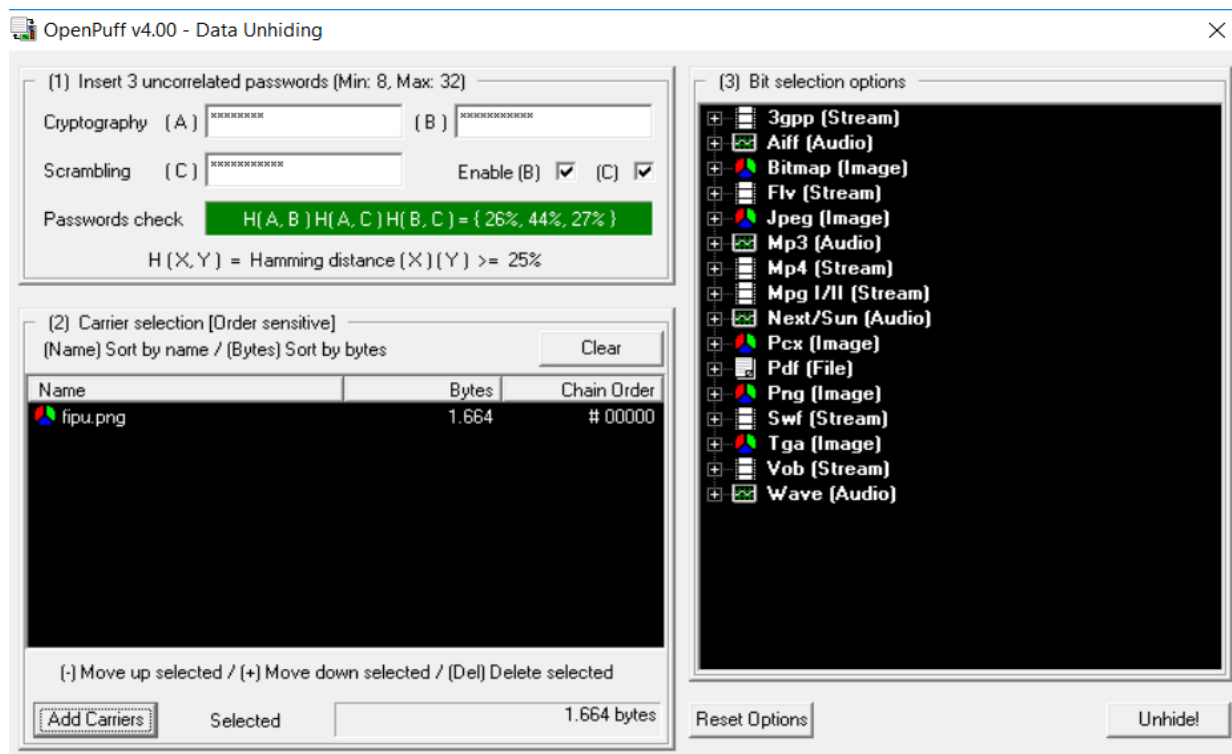 OpenPuff v4.00 - Data Unhiding
(1) Insert 3 uncorrelated passwords (Min: 8, Max: 32)
Cryptography (A) ******** (B) ***********
Scrambling (C) *********** Enable (B) (C)
Passwords check H(A, B) H(A, C) H(B, C) = { 26%, 44%, 27% }
H (X,Y) = Hamming distance (X)(Y) >= 25%
(2) Carrier selection [Order sensitive]
(Name) Sort by name / (Bytes) Sort by bytes
Clear
Name Bytes Chain Order
fipu.png 1.664 # 00000
(-) Move up selected / (+) Move down selected / (Del) Delete selected
Add Carriers Selected 1.664 bytes
(3) Bit selection options
3gpp (Stream)
Aiff (Audio)
Bitmap (Image)
Flv (Stream)
Jpeg (Image)
Mp3 (Audio)
Mp4 (Stream)
Mpg I/II (Stream)
Next/Sun (Audio)
Pcx (Image)
Pdf (File)
Png (Image)
Swf (Stream)
Tga (Image)
Vob (Stream)
Wave (Audio)
Reset Options Unhide!